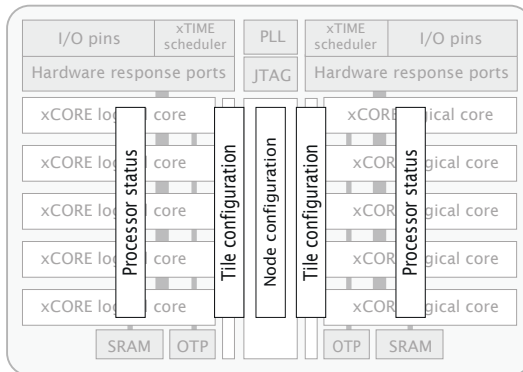 I/O pins
xTIME
scheduler
PLL
xTIME
scheduler
I/O pins
Hardware response ports
JTAG
Hardware response ports
xCORE lo l core
xCORE ical core
xCORE lo l core
xCOR gical core
xCORE lo l core
xCOR gical core
xCORE lo l core
xCOR gical core
xCORE lo l core
xCOR gical core
Processor status
Tile configuration
Node configuration
Tile configuration
Processor status
SRAM
OTP
OTP
SRAM